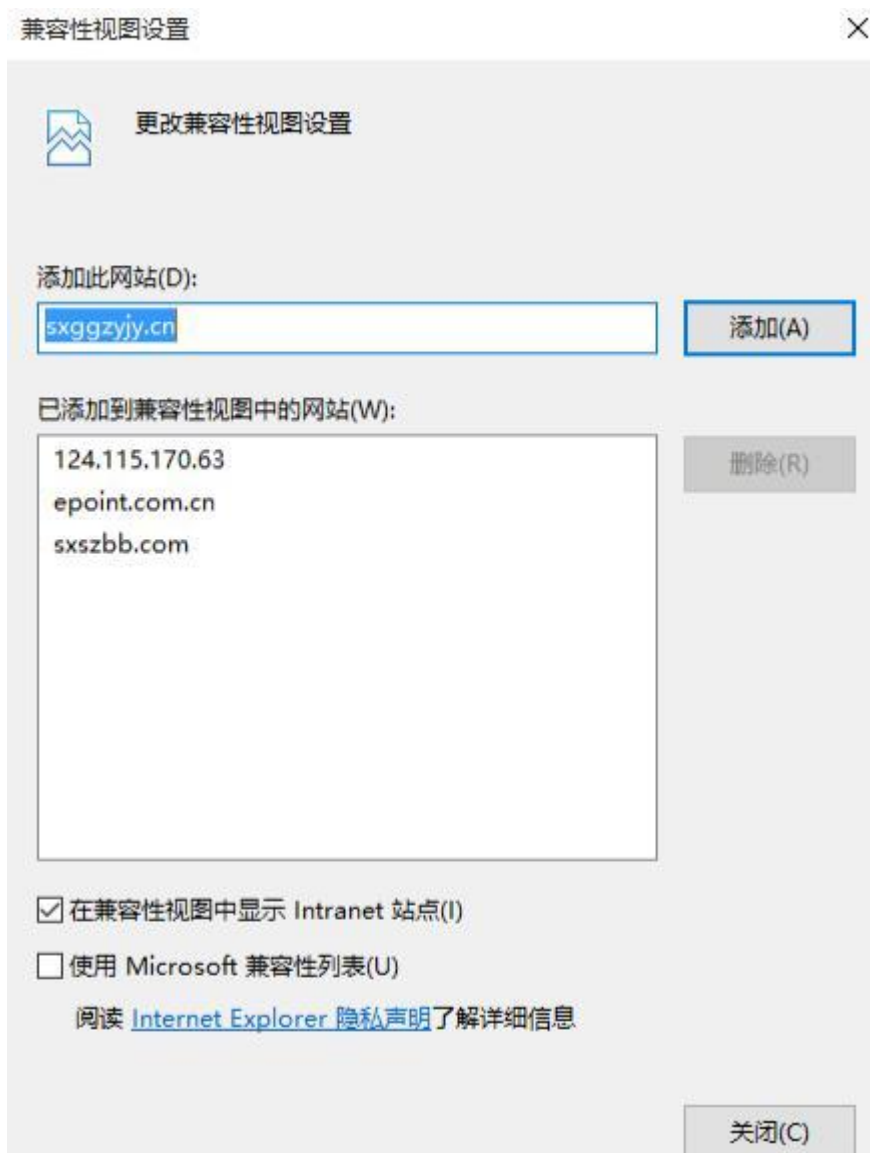 兼容性视图设置
更改兼容性视图设置
添加此网站(D):
sxggzyjy.cn
添加(A)
已添加到兼容性视图中的网站(W):
124.115.170.63
epoint.com.cn
sxszbb.com
删除(R)
在兼容性视图中显示 Intranet 站点(I)
使用 Microsoft 兼容性列表(U)
阅读 Internet Explorer 隐私声明了解详细信息
关闭(C)